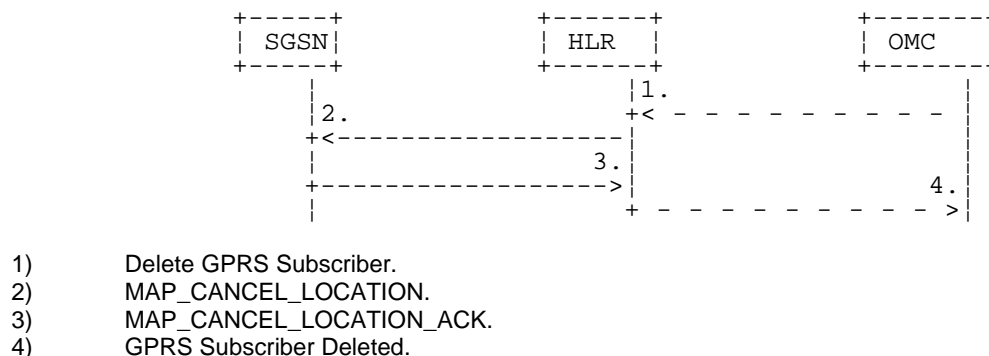 SGSN HLR OMC
1.
2.
3.
4.
1) Delete GPRS Subscriber.
2) MAP_CANCEL_LOCATION.
3) MAP_CANCEL_LOCATION_ACK.
4) GPRS Subscriber Deleted.